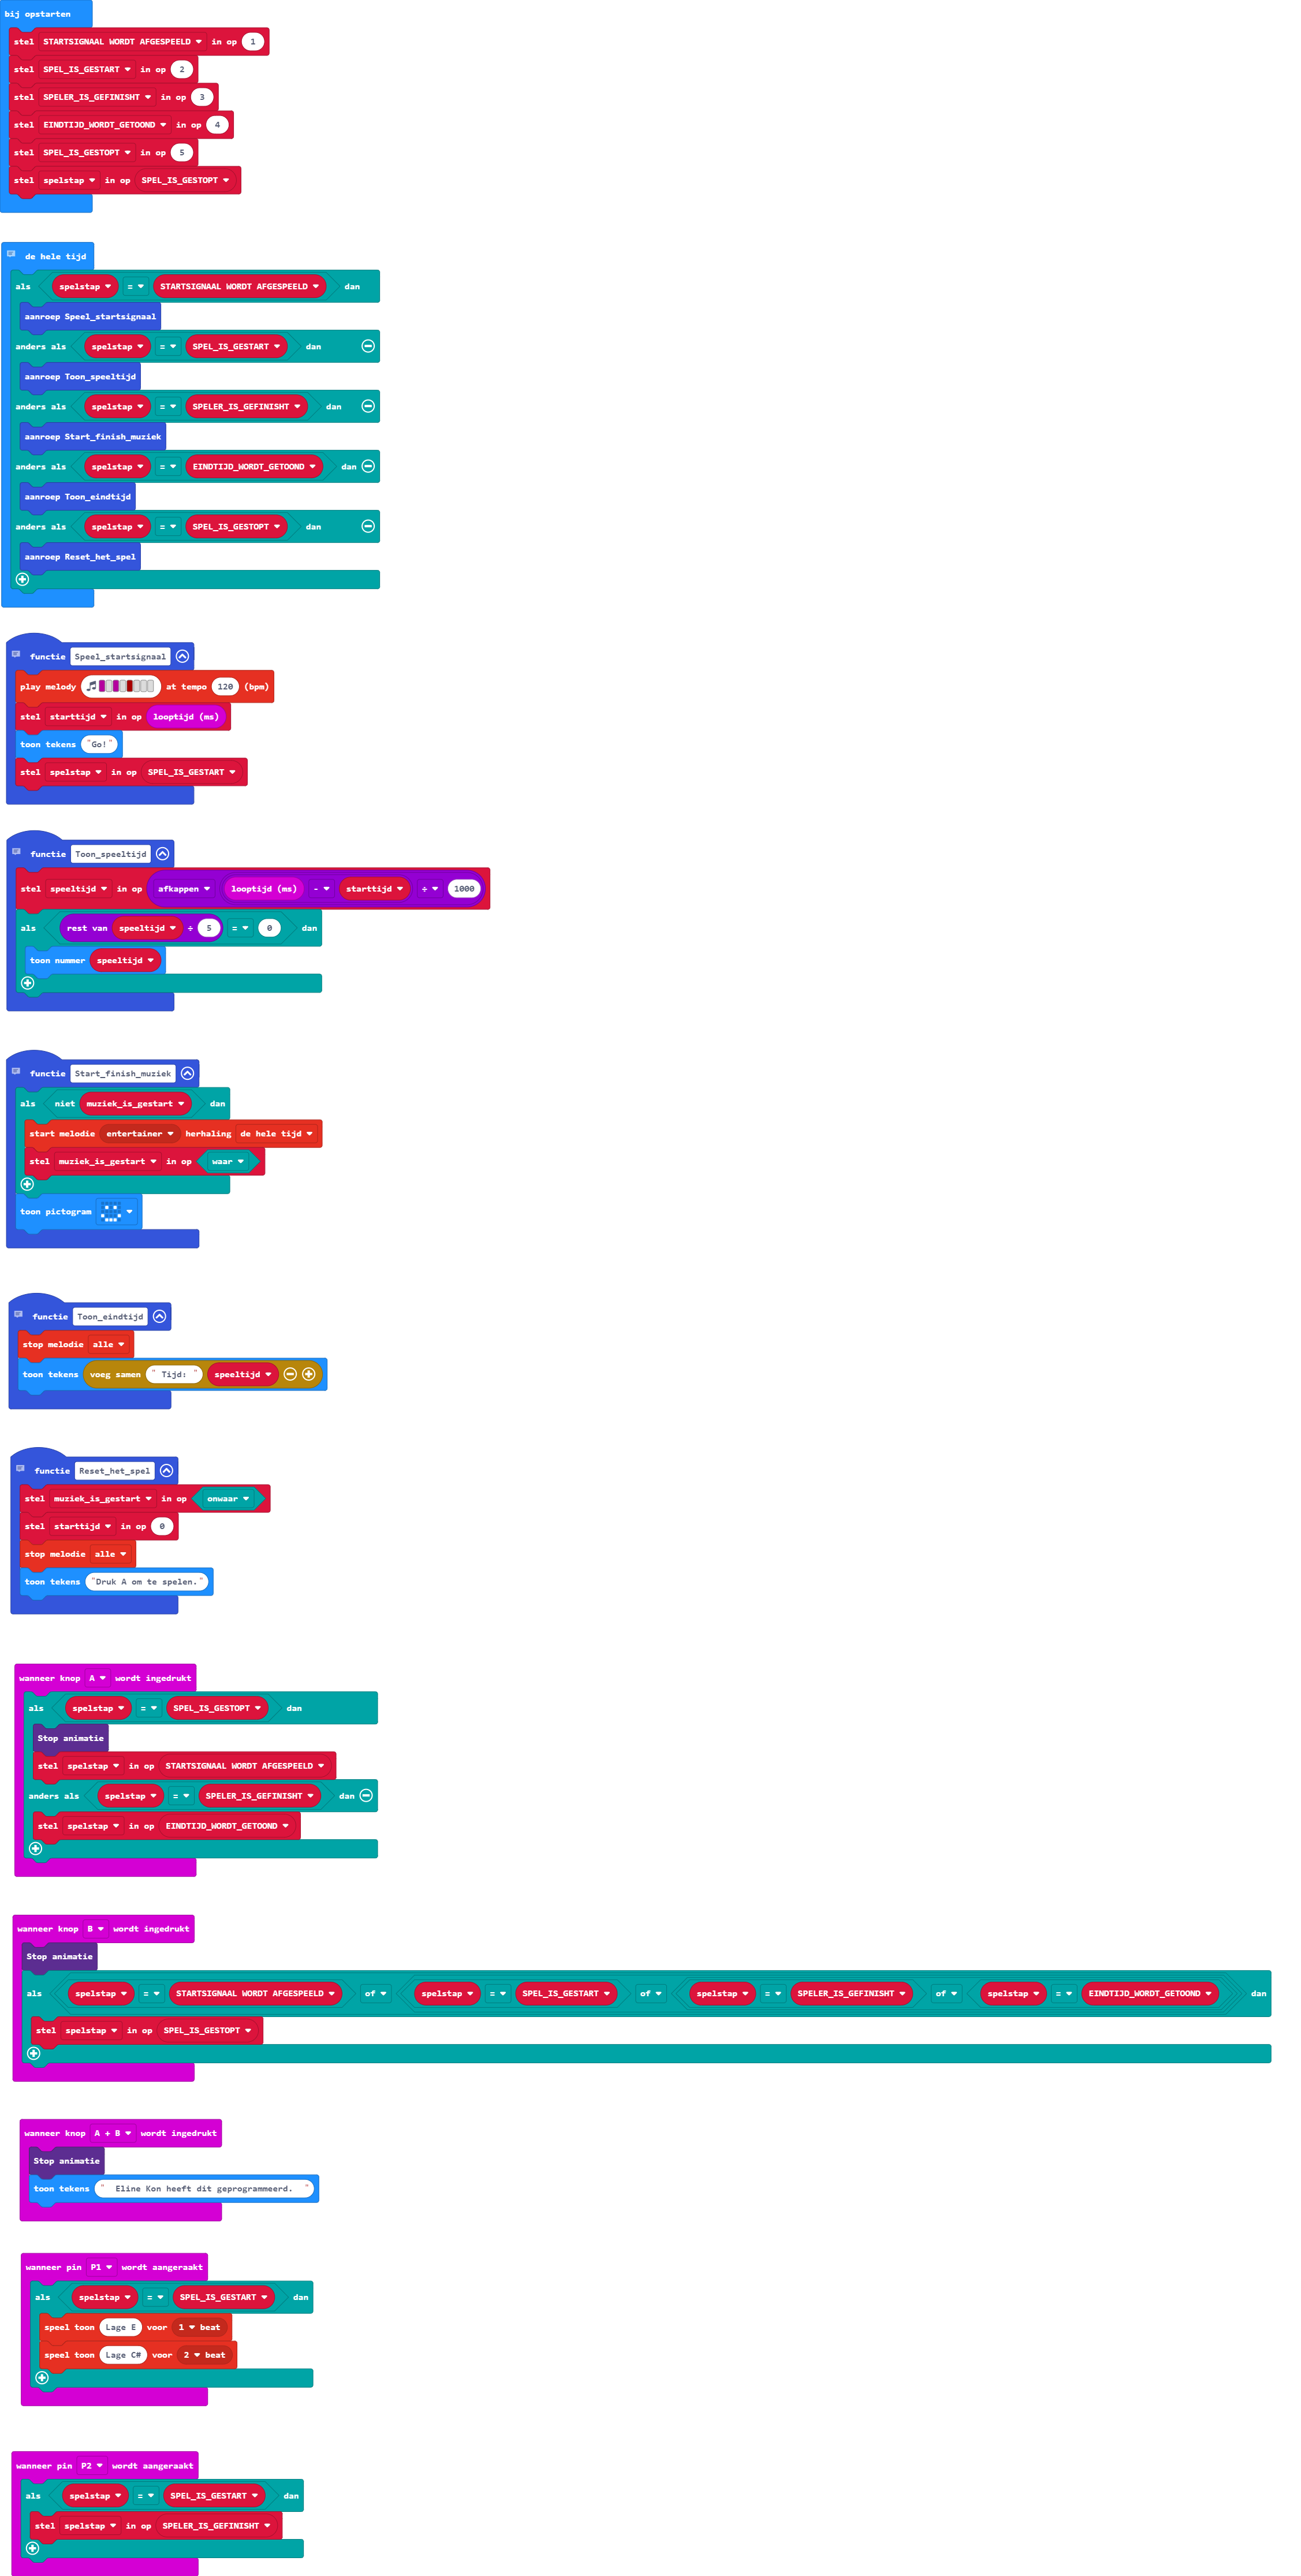 bij opstarten
stel STARTSIGNAAL WORDT AFGESPEELD in op 1
stel SPEL_IS_GESTART in op 2
stel SPELER_IS_GEFINISHT in op 3
stel EINDTIJD_WORDT_GETOOND in op 4
stel SPEL_IS_GESTOPT in op 5
stel spelstap in op SPEL_IS_GESTOPT
de hele tijd
als spelstap = STARTSIGNAAL WORDT AFGESPEELD dan
aanroep Speel_startsignaal
anders als spelstap = SPEL_IS_GESTART dan
aanroep Toon_speeltijd
anders als spelstap = SPELER_IS_GEFINISHT dan
aanroep Start_finish_muziek
anders als spelstap = EINDTIJD_WORDT_GETOOND dan
aanroep Toon_eindtijd
anders als spelstap = SPEL_IS_GESTOPT dan
aanroep Reset_het_spel
functie Speel_startsignaal
play melody at tempo 120 (bpm)
stel starttijd in op looptijd (ms)
toon tekens "Go!"
stel spelstap in op SPEL_IS_GESTART
functie Toon_speeltijd
stel speeltijd in op afkappen looptijd (ms) - starttijd ÷ 1000
als rest van speeltijd ÷ 5 = 0 dan
toon nummer speeltijd
functie Start_finish_muziek
als niet muziek_is_gestart dan
start melodie entertainer herhaling de hele tijd
stel muziek_is_gestart in op waar
toon pictogram
functie Toon_eindtijd
stop melodie alle
toon tekens voeg samen " Tijd: " speeltijd
functie Reset_het_spel
stel muziek_is_gestart in op onwaar
stel starttijd in op 0
stop melodie alle
toon tekens "Druk A om te spelen."
wanneer knop A wordt ingedrukt
als spelstap = SPEL_IS_GESTOPT dan
Stop animatie
stel spelstap in op STARTSIGNAAL WORDT AFGESPEELD
anders als spelstap = SPELER_IS_GEFINISHT dan
stel spelstap in op EINDTIJD_WORDT_GETOOND
wanneer knop B wordt ingedrukt
Stop animatie
als spelstap = STARTSIGNAAL WORDT AFGESPEELD of spelstap = SPEL_IS_GESTART of spelstap = SPELER_IS_GEFINISHT of spelstap = EINDTIJD_WORDT_GETOOND dan
stel spelstap in op SPEL_IS_GESTOPT
wanneer knop A + B wordt ingedrukt
Stop animatie
toon tekens " Eline Kon heeft dit geprogrammeerd. "
wanneer pin P1 wordt aangeraakt
als spelstap = SPEL_IS_GESTART dan
speel toon Lage E voor 1 beat
speel toon Lage C# voor 2 beat
wanneer pin P2 wordt aangeraakt
als spelstap = SPEL_IS_GESTART dan
stel spelstap in op SPELER_IS_GEFINISHT